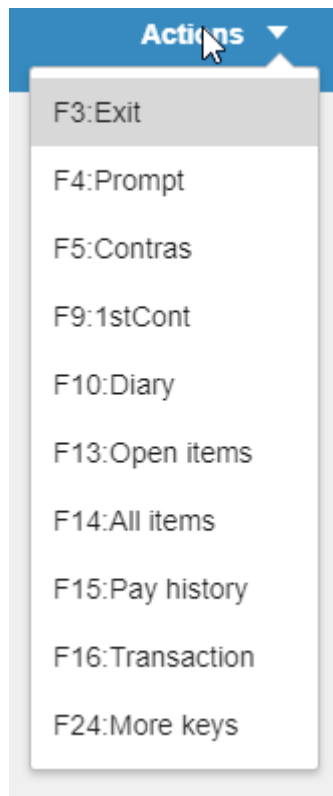 Actions
F3:Exit
F4:Prompt
F5:Contras
F9:1stCont
F10:Diary
F13:Open items
F14:All items
F15:Pay history
F16:Transaction
F24:More keys